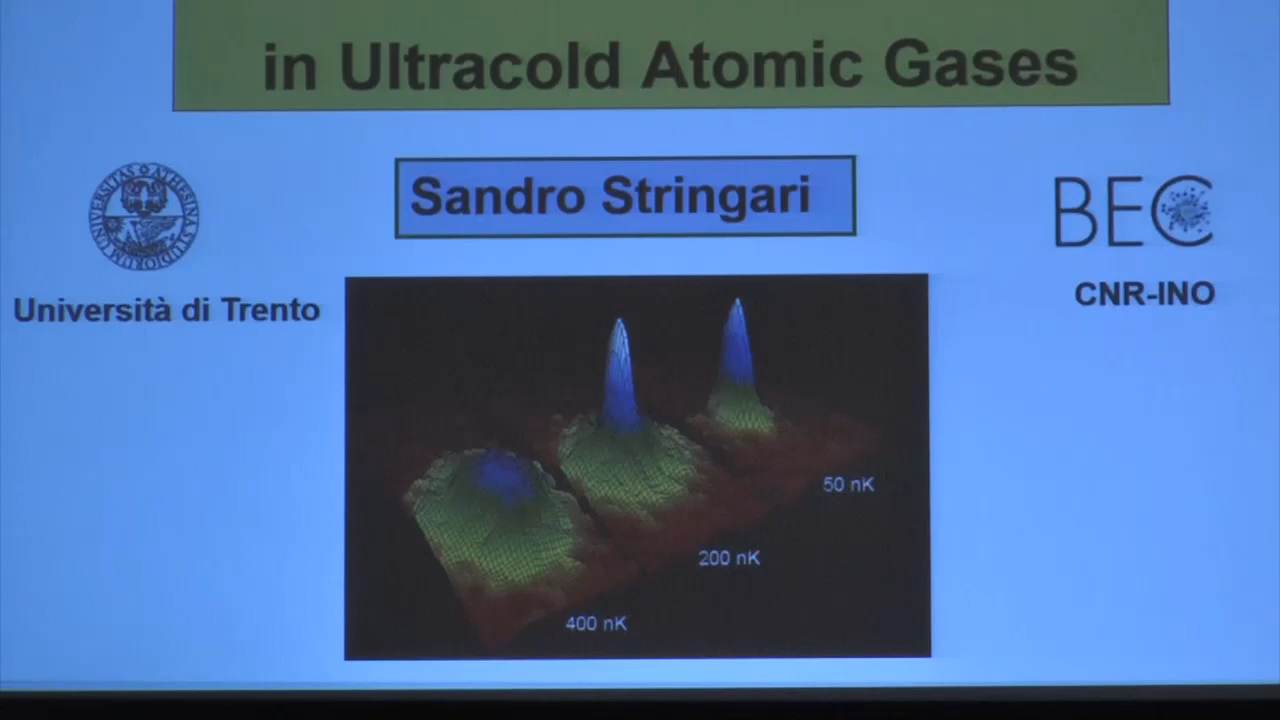 in Ultracold Atomic Gases
Sandro Stringari
BEC
Università di Trento
CNR-INO
50 nK
200 nK
400 nK